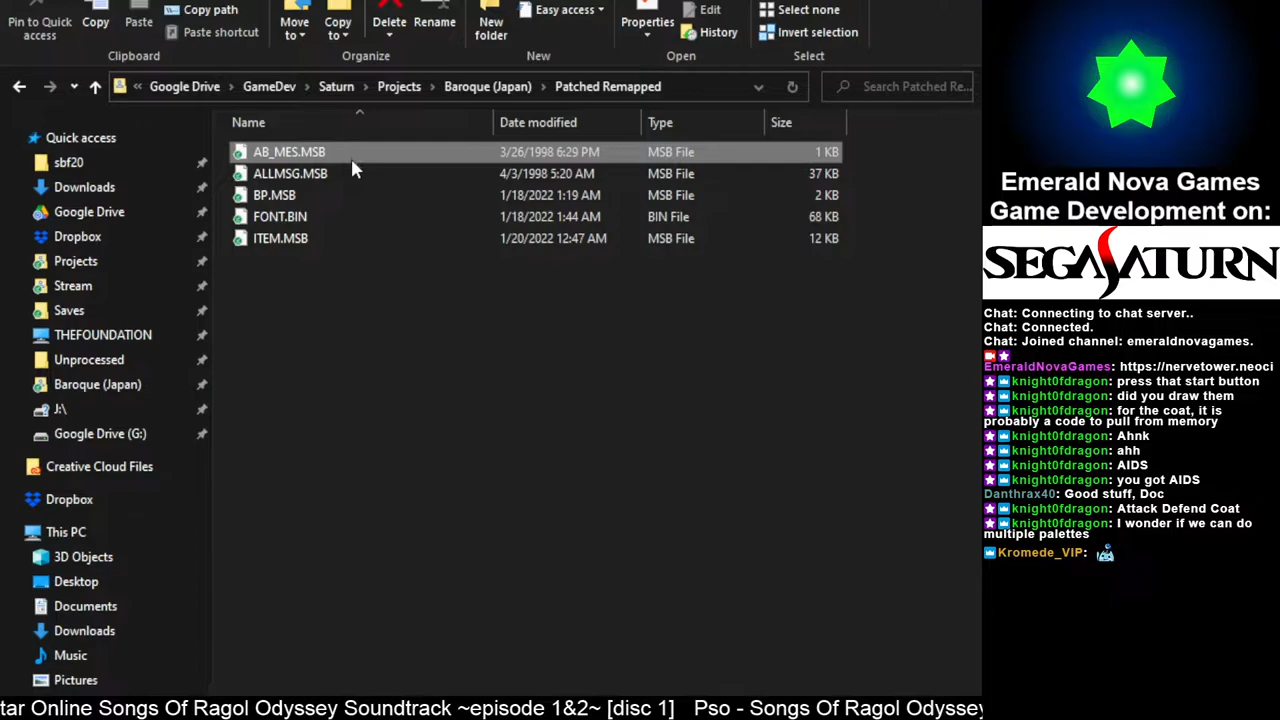 Pin to Quick access
Copy
Paste
Copy path
Paste shortcut
Clipboard
Move to
Copy to
Delete
Rename
Organize
New folder
Easy access
New
Properties
Edit
History
Open
Select none
Invert selection
Select
« Google Drive > GameDev > Saturn > Projects > Baroque (Japan) > Patched Remapped
Search Patched Re...
Name Date modified Type Size
AB_MES.MSB 3/26/1998 6:29 PM MSB File 1 KB
ALLMSG.MSB 4/3/1998 5:20 AM MSB File 37 KB
BP.MSB 1/18/2022 1:19 AM MSB File 2 KB
FONT.BIN 1/18/2022 1:44 AM BIN File 68 KB
ITEM.MSB 1/20/2022 12:47 AM MSB File 12 KB
Quick access
sbf20
Downloads
Google Drive
Dropbox
Projects
Stream
Saves
THEFOUNDATION
Unprocessed
Baroque (Japan)
J:\
Google Drive (G:)
Creative Cloud Files
Dropbox
This PC
3D Objects
Desktop
Documents
Downloads
Music
Pictures
Emerald Nova Games
Game Development on:
SEGA SATURN
Chat: Connecting to chat server..
Chat: Connected.
Chat: Joined channel: emeraldnovagames.
EmeraldNovaGames: https://nervetower.neoci
knight0fdragon: press that start button
knight0fdragon: did you draw them
knight0fdragon: for the coat, it is
probably a code to pull from memory
knight0fdragon: Ahnk
knight0fdragon: ahh
knight0fdragon: AIDS
knight0fdragon: you got AIDS
Danthrax40: Good stuff, Doc
knight0fdragon: Attack Defend Coat
knight0fdragon: I wonder if we can do
multiple palettes
Kromede_VIP:
tar Online Songs Of Ragol Odyssey Soundtrack ~episode 1&2~ [disc 1] Pso - Songs Of Ragol Odyssey